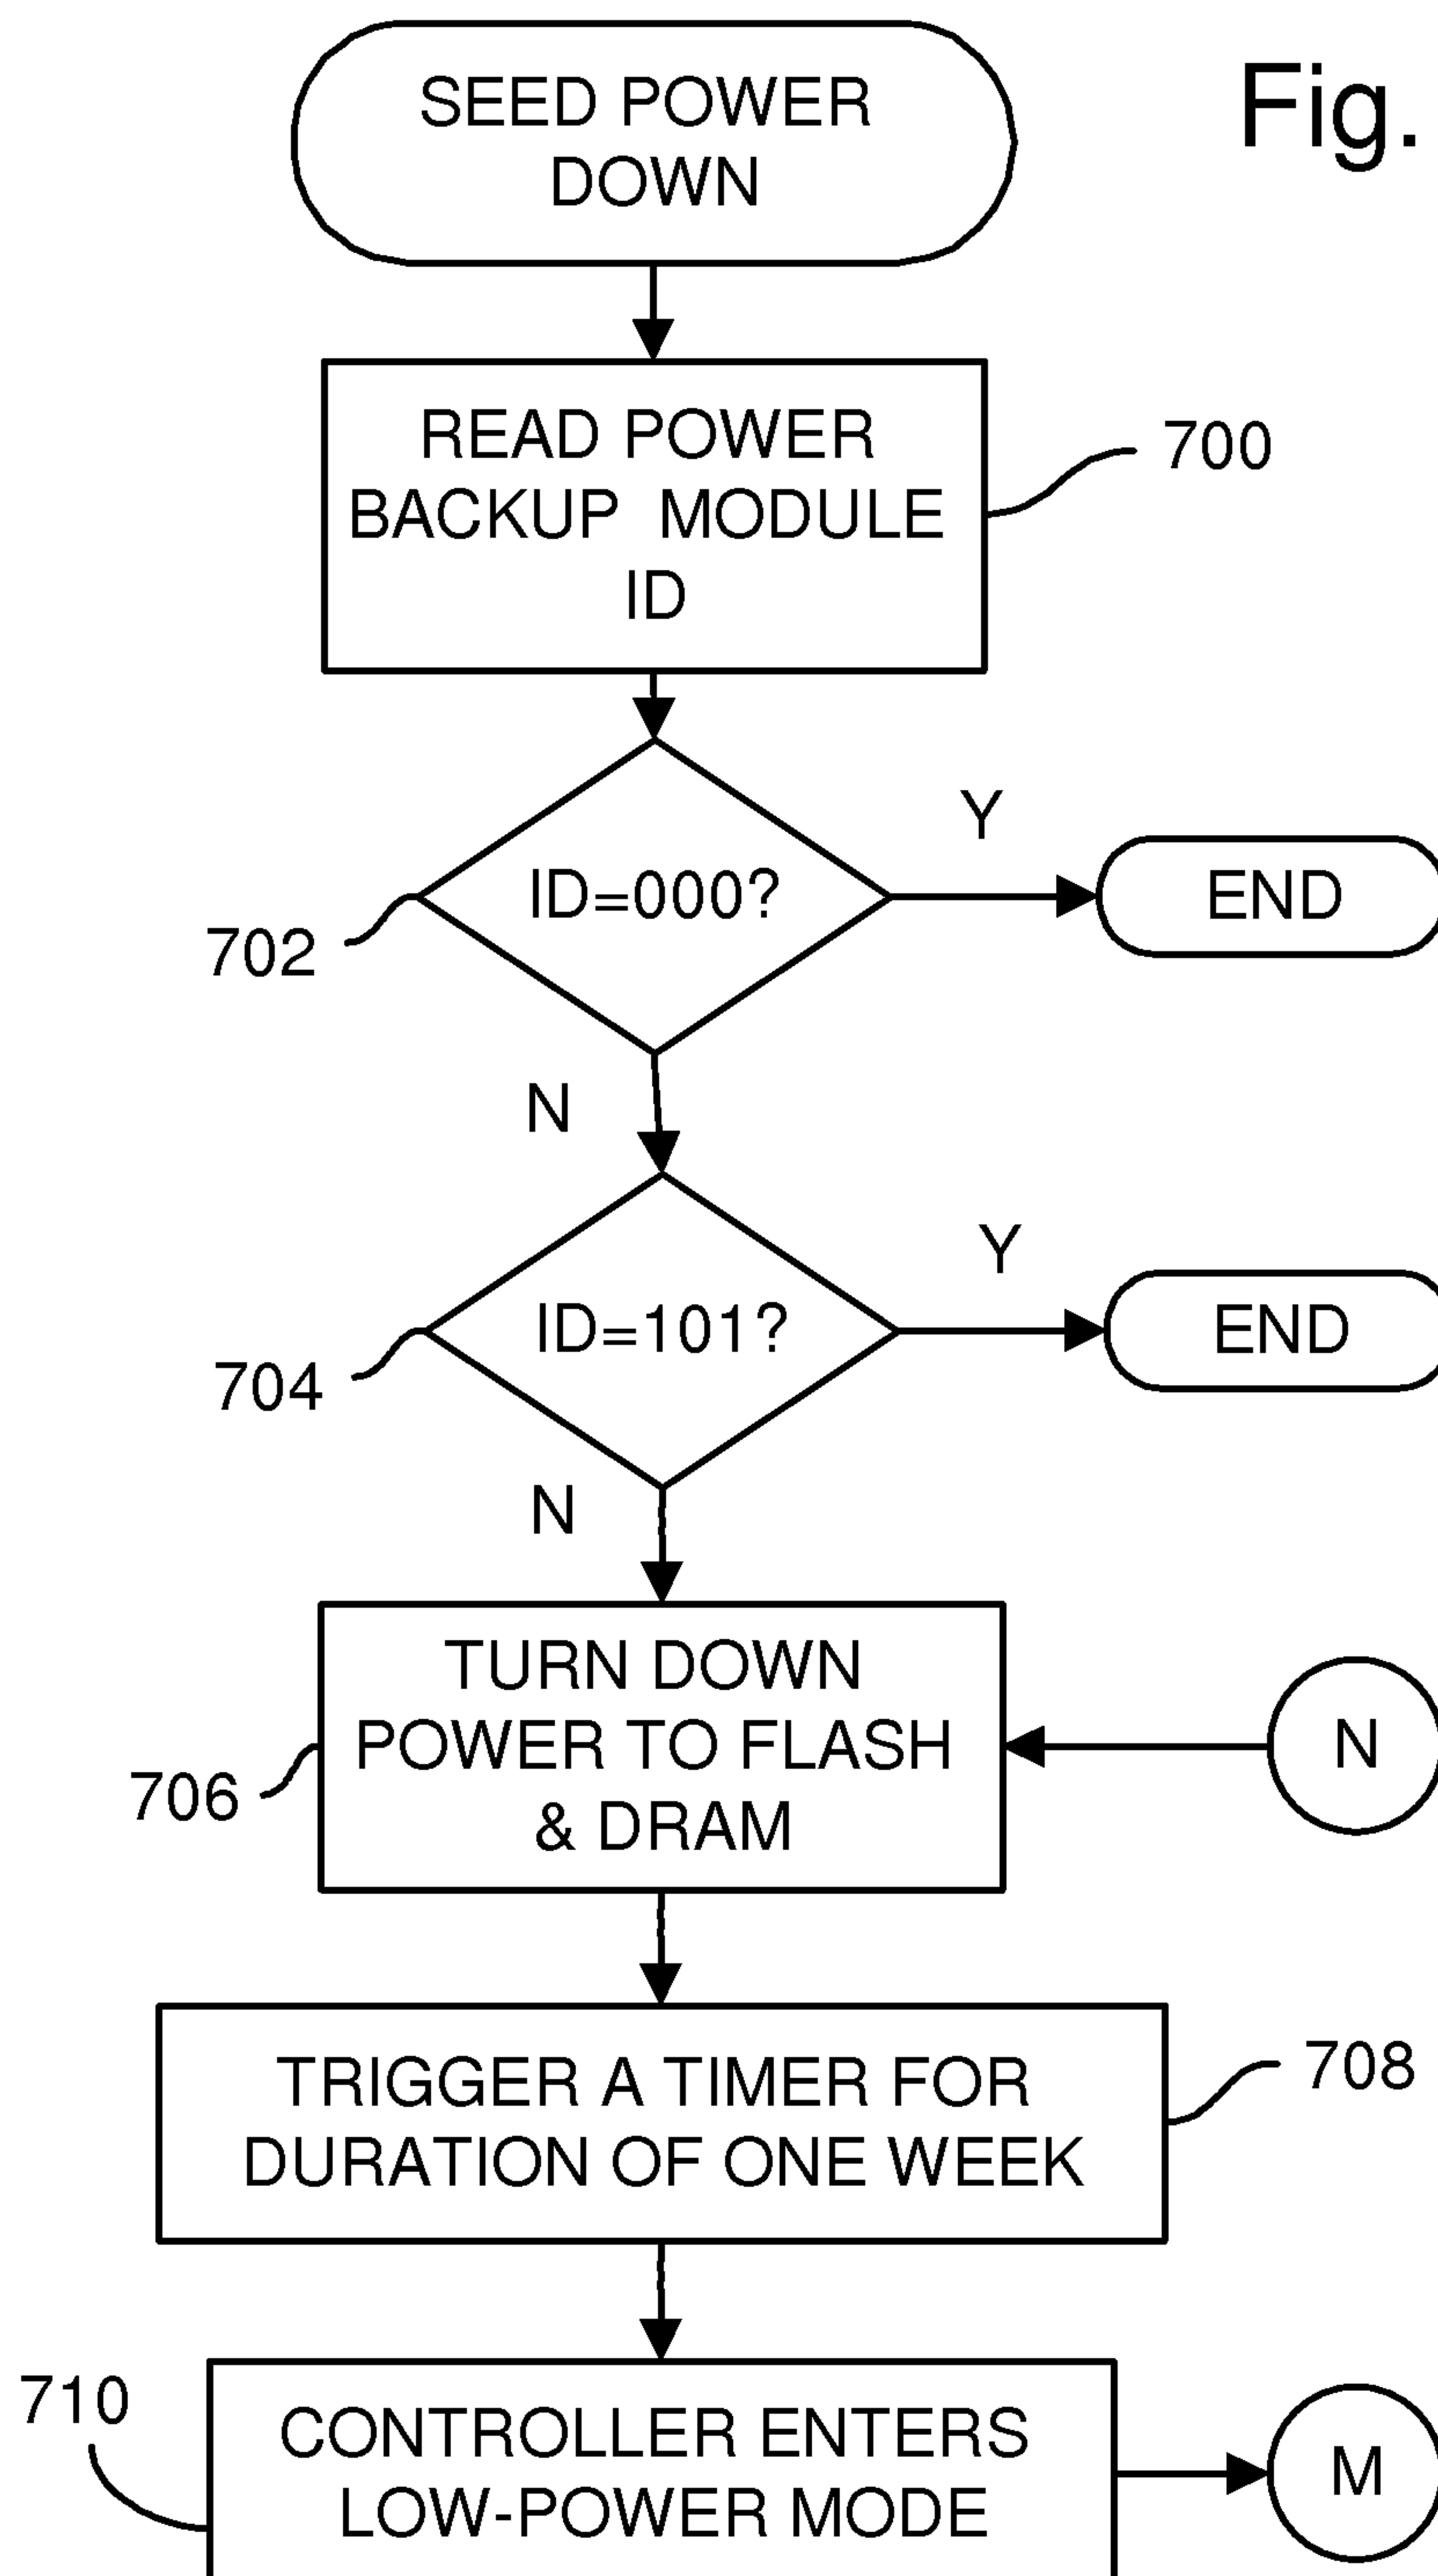 SEED POWER
DOWN
Fig.
READ POWER
BACKUP MODULE
ID
700
ID=000?
Y
END
702
N
ID=101?
Y
END
704
N
TURN DOWN
POWER TO FLASH
& DRAM
706
N
TRIGGER A TIMER FOR
DURATION OF ONE WEEK
708
710
CONTROLLER ENTERS
LOW-POWER MODE
M